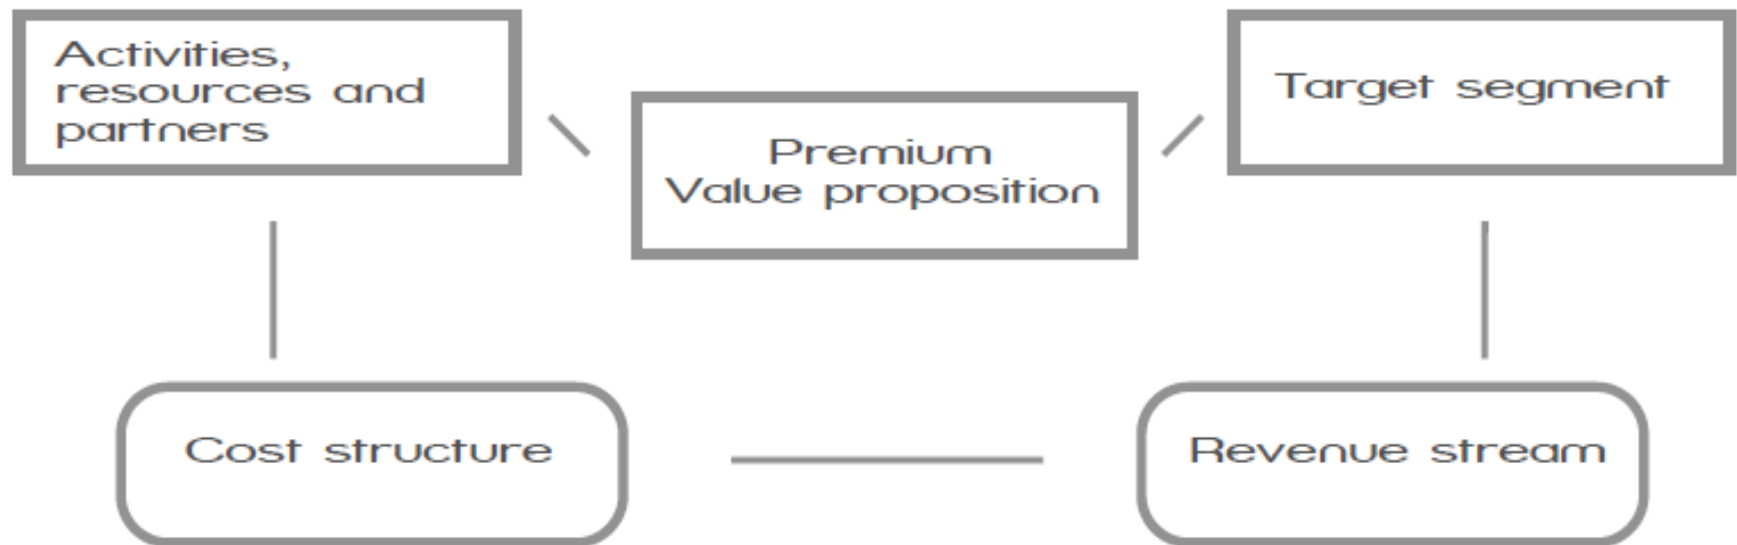 Activities,
resources and
partners
Premium
Value proposition
Target segment
Cost structure
Revenue stream